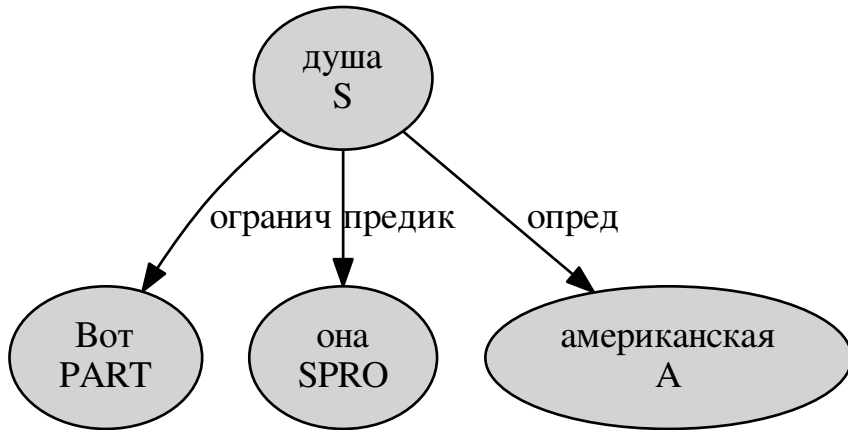 душа
S
огранич предик опред
Вот
PART
она
SPRO
американская
A